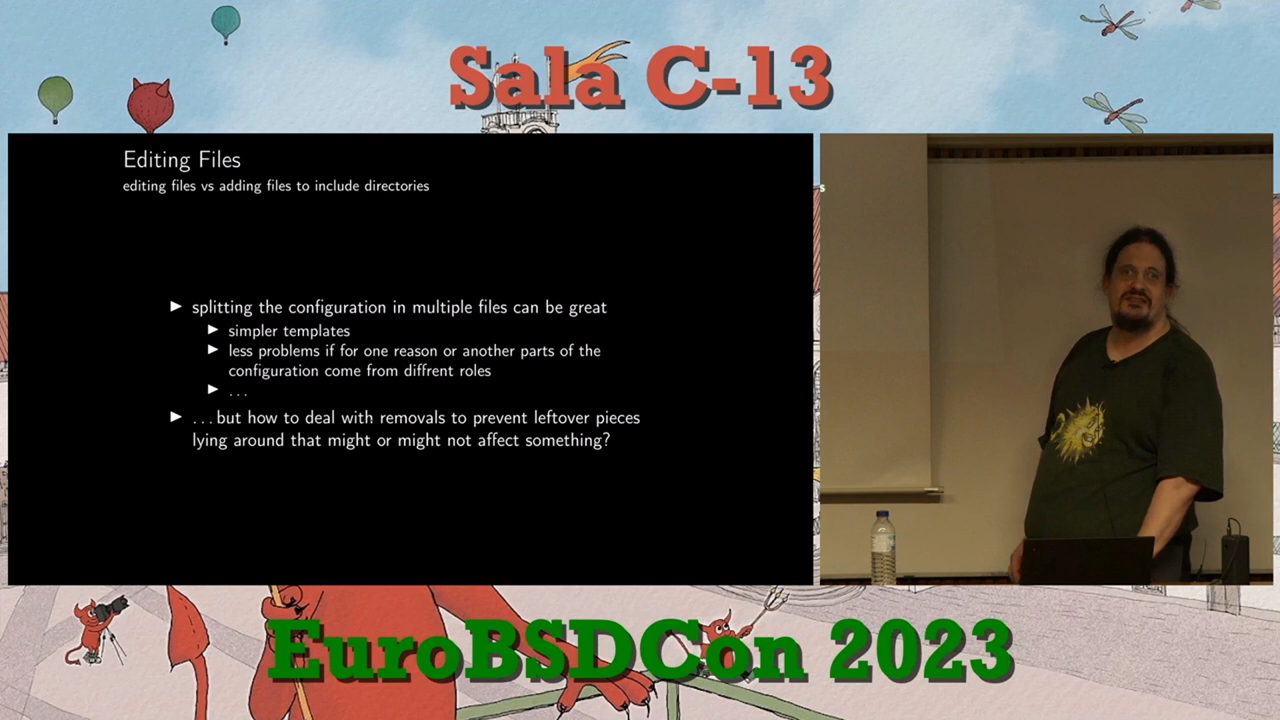 Sala C-13
Editing Files
editing files vs adding files to include directories
▶ splitting the configuration in multiple files can be great
▶ simpler templates
▶ less problems if for one reason or another parts of the
configuration come from diffrent roles
▶ ...
▶ ...but how to deal with removals to prevent leftover pieces
lying around that might or might not affect something?
s
EuroBSDCon 2023